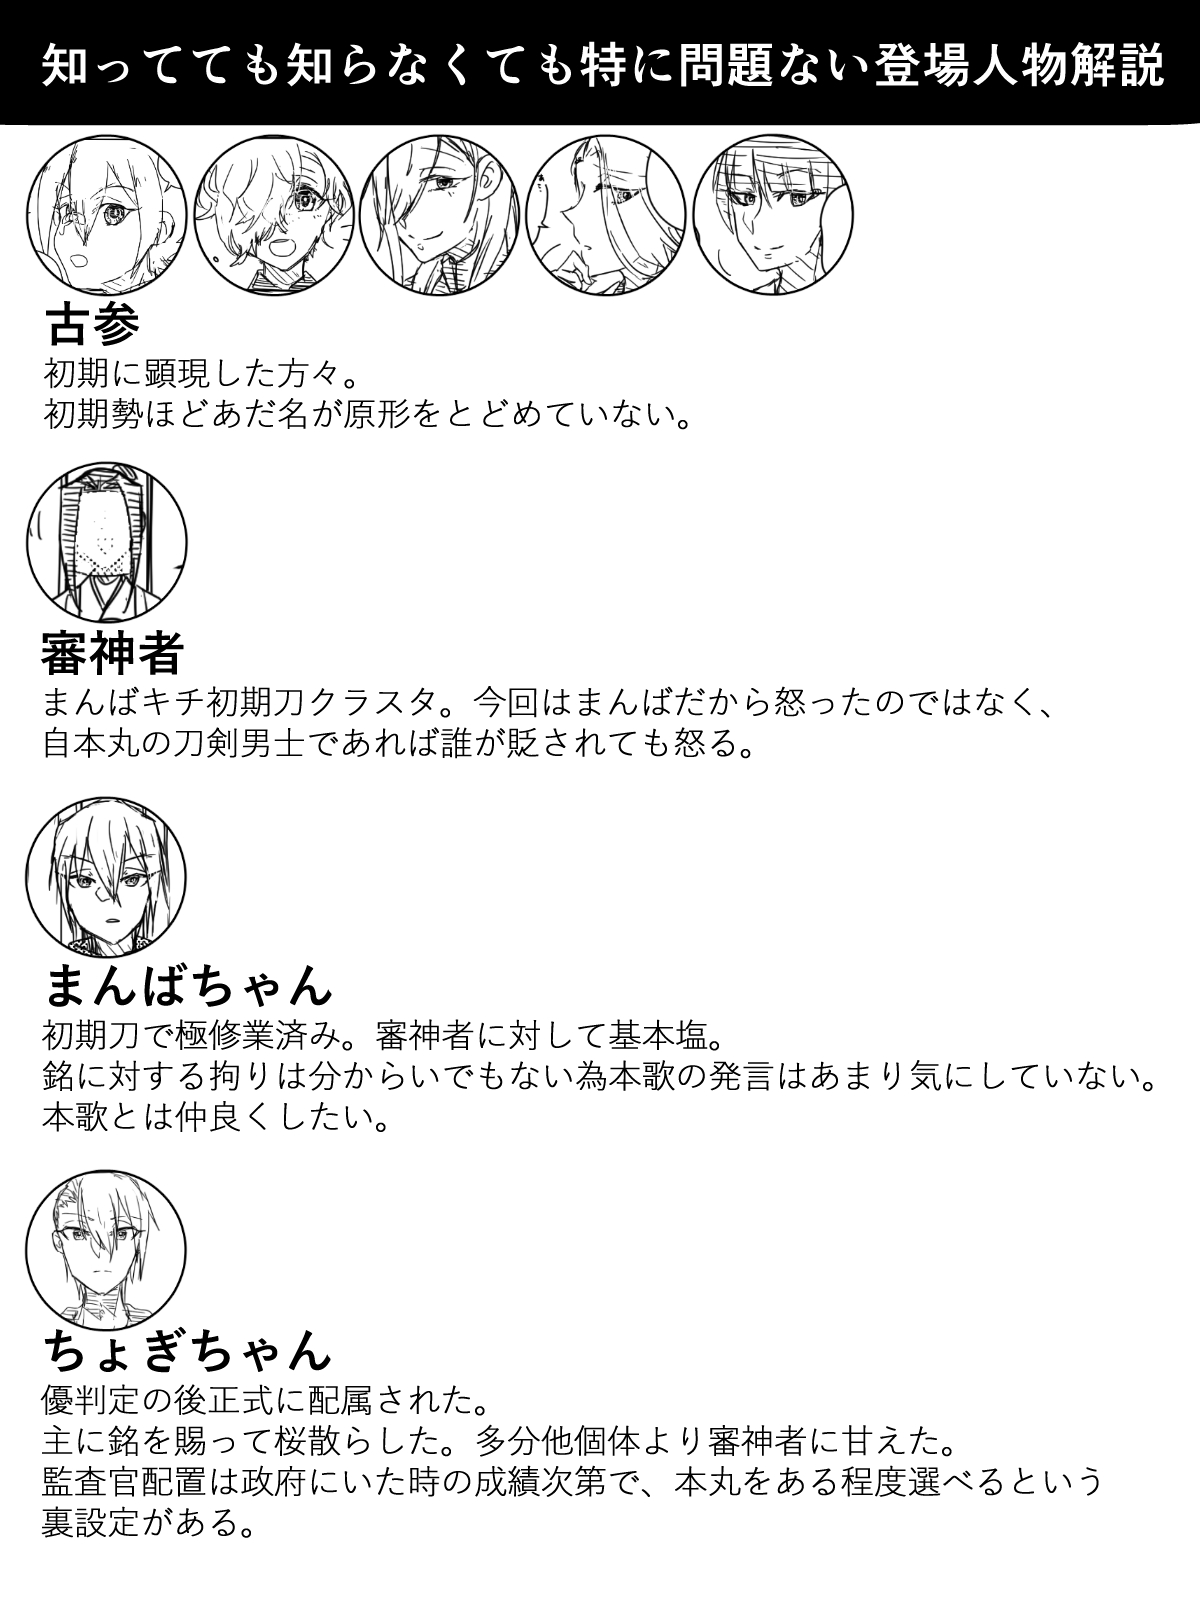 知ってても知らなくても特に問題ない登場人物解説
古参
初期に顕現した方々。
初期勢ほどあだ名が原形をとどめていない。
審神者
まんばキチ初期刀クラスタ。今回はまんばだから怒ったのではなく、
自本丸の刀剣男士であれば誰が貶されても怒る。
まんばちゃん
初期刀で極修業済み。審神者に対して基本塩。
銘に対する拘りは分からいでもない為本歌の発言はあまり気にしていない。
本歌とは仲良くしたい。
ちょぎちゃん
優判定の後正式に配属された。
主に銘を賜って桜散らした。多分他個体より審神者に甘えた。
監査官配置は政府にいた時の成績次第で、本丸をある程度選べるという
裏設定がある。